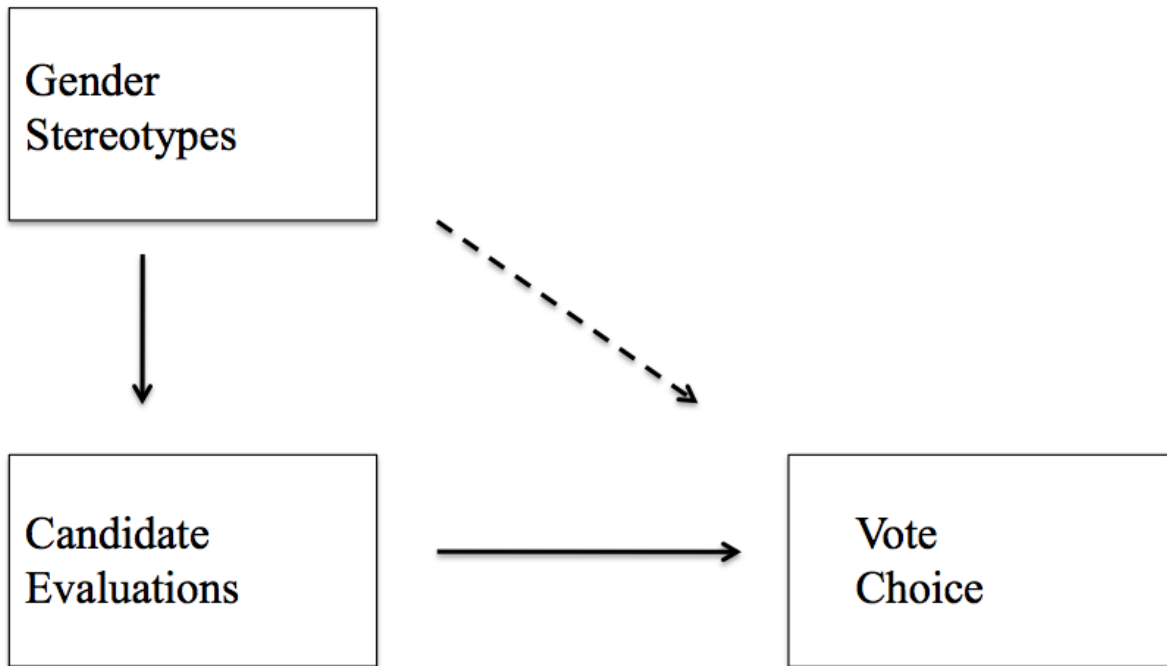 Gender
Stereotypes
Candidate
Evaluations
Vote
Choice